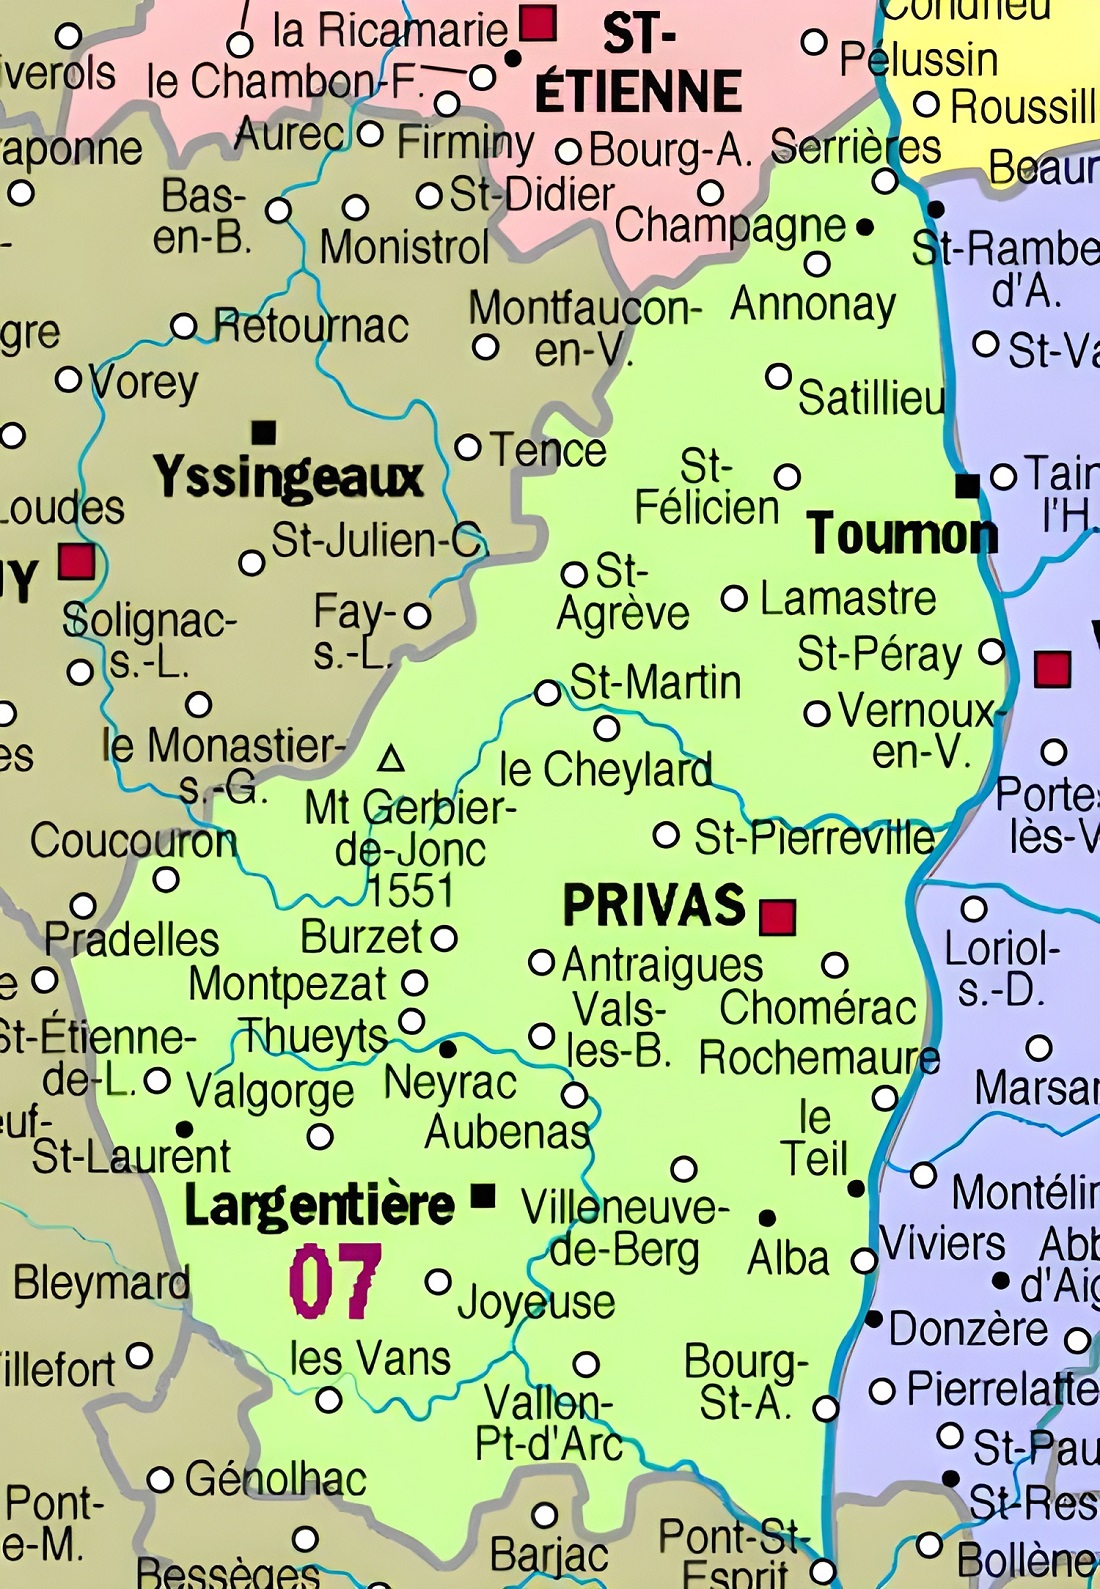 Condrieu
la Ricamarie
ST-
ÉTIENNE
Pélussin
iverols
le Chambon-F.
Roussill
Aurec
Firminy
Bourg-A.
Serrières
raponne
Beaur
Bas-
en-B.
St-Didier
Champagne
Monistrol
St-Rambe
d'A.
Montfaucon-
en-V.
Annonay
gre
Retournac
St-Va
Vorey
Satillieu
Tence
Yssingeaux
St-
Félicien
Tain
l'H.
Loudes
Tournon
St-Julien-C.
UY
St-
Agrève
Lamastre
Solignac-
s.-L.
Fay-
s.-L.
St-Péray
V
St-Martin
Vernoux-
en-V.
es
le Monastier-
s.-G.
le Cheylard
Mt Gerbier-
de-Jonc
1551
Portes
lès-V
Coucouron
St-Pierreville
PRIVAS
Pradelles
Burzet
Loriol-
s.-D.
Antraigues
e
Montpezat
Vals-
les-B.
Chomérac
St-Étienne-
de-L.
Thueyts
Rochemaure
Valgorge
Neyrac
Marsan
euf-
Aubenas
le
Teil
St-Laurent
Largentière
Villeneuve-
de-Berg
Montélin
07
Alba
Viviers
Abb
d'Aig
Bleymard
Joyeuse
Donzère
illefort
les Vans
Bourg-
St-A.
Pierrelatte
Vallon-
Pt-d'Arc
St-Pau
Génolhac
St-Res
Pont-
e-M.
Barjac
Pont-St-
Esprit
Bollène
Bessèges